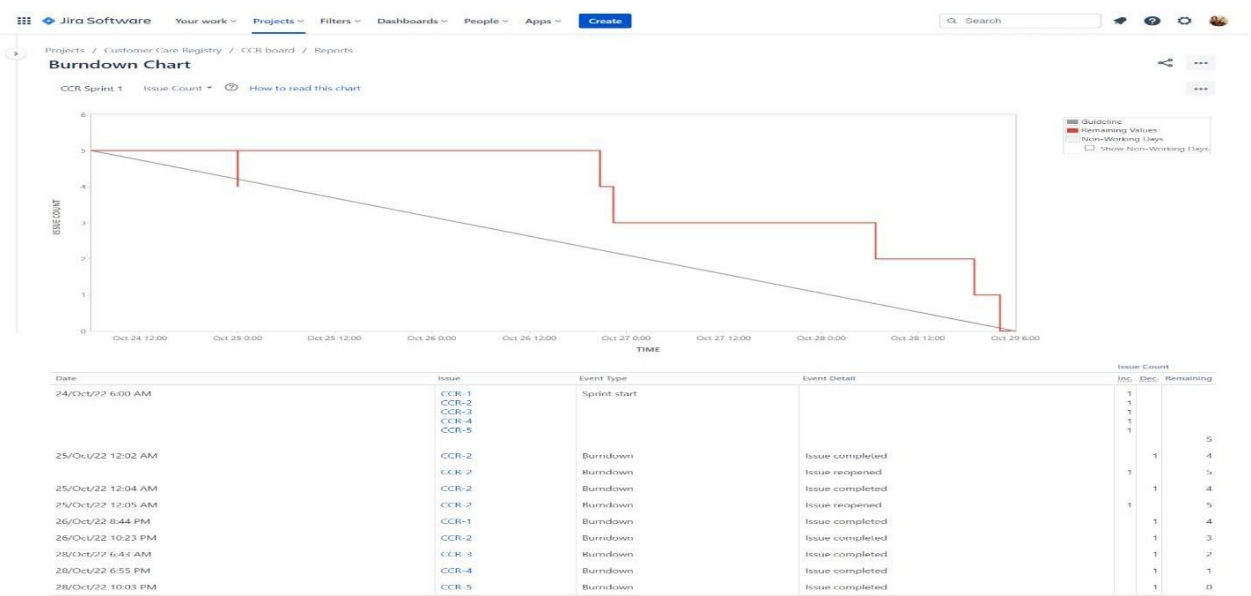 Jira Software Your work Projects Filters Dashboards People Apps Create Search
Projects / Customer Care Registry / CCR board / Reports
Burndown Chart
CCR Sprint 1 Issue Count How to read this chart
Guideline
Remaining Values
Non-Working Days
Show Non-Working Days
6
5
4
3
2
1
0
ISSUE COUNT
Oct 24 12:00 Oct 25 0:00 Oct 25 12:00 Oct 26 0:00 Oct 26 12:00 Oct 27 0:00 Oct 27 12:00 Oct 28 0:00 Oct 28 12:00 Oct 29 6:00
TIME
Issue Count
Date Issue Event Type Event Detail Inc. Dec. Remaining
24/Oct/22 6:00 AM CCR-1 Sprint start 1
CCR-2 1
CCR-3 1
CCR-4 1
CCR-5 1
5
25/Oct/22 12:02 AM CCR-2 Burndown Issue completed 1 4
CCR-2 Burndown Issue reopened 1 5
25/Oct/22 12:04 AM CCR-2 Burndown Issue completed 1 4
25/Oct/22 12:05 AM CCR-2 Burndown Issue reopened 1 5
26/Oct/22 8:44 PM CCR-1 Burndown Issue completed 1 4
26/Oct/22 10:23 PM CCR-2 Burndown Issue completed 1 3
28/Oct/22 6:43 AM CCR-3 Burndown Issue completed 1 2
28/Oct/22 6:55 PM CCR-4 Burndown Issue completed 1 1
28/Oct/22 10:03 PM CCR-5 Burndown Issue completed 1 0